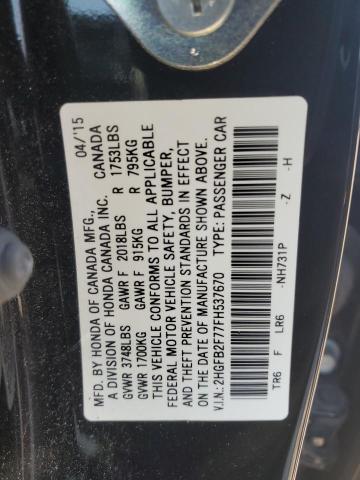 MFD. BY HONDA OF CANADA MFG., 04/'15
A DIVISION OF HONDA CANADA INC. CANADA
GVWR 3748LBS GAWR F 2018LBS R 1753LBS
GVWR 1700KG GAWR F 915KG R 795KG
THIS VEHICLE CONFORMS TO ALL APPLICABLE
FEDERAL MOTOR VEHICLE SAFETY, BUMPER,
AND THEFT PREVENTION STANDARDS IN EFFECT
ON THE DATE OF MANUFACTURE SHOWN ABOVE.
V.I.N.: 2HGFB2F77FH537670 TYPE: PASSENGER CAR
TR6 F LR6 -NH731P -Z -H